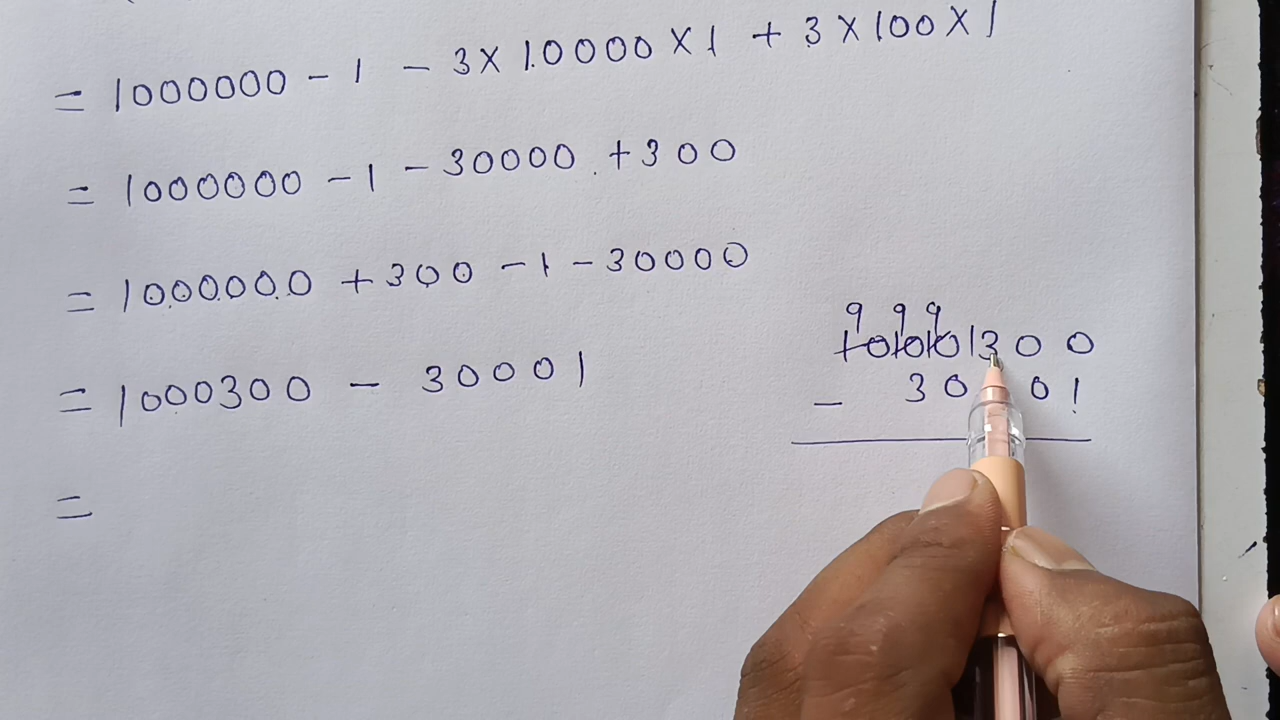 = 1000000 - 1 - 3 × 10000 × 1 + 3 × 100 × 1
= 1000000 - 1 - 30000 + 300
= 1000000 + 300 - 1 - 30000
= 1000300 - 30001
=
9 9 9
1010101300
- 30 01